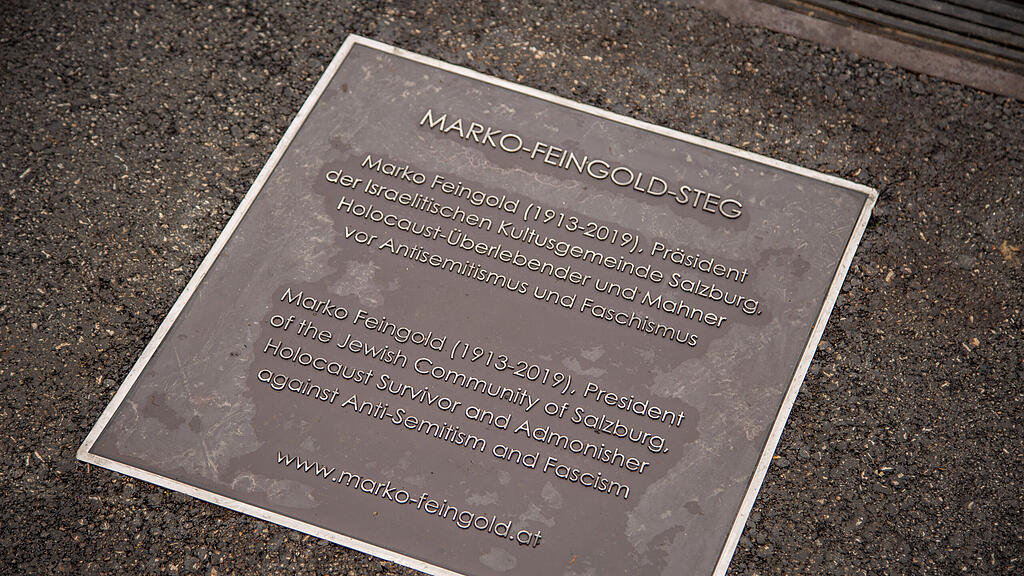 MARKO-FEINGOLD-STEG
Marko Feingold (1913-2019), Präsident
der Israelitischen Kultusgemeinde Salzburg,
Holocaust-Überlebender und Mahner
vor Antisemitismus und Faschismus
Marko Feingold (1913-2019), President
of the Jewish Community of Salzburg,
Holocaust Survivor and Admonisher
against Anti-Semitism and Fascism
www.marko-feingold.at